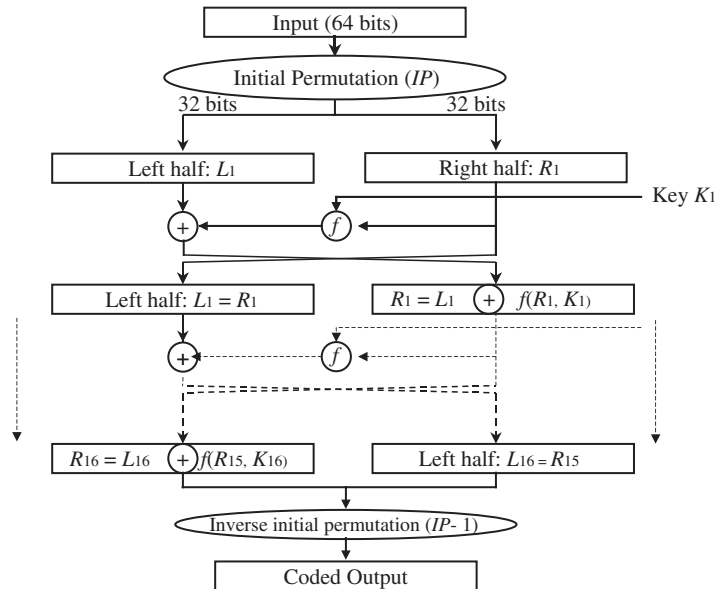 Input (64 bits)
Initial Permutation (IP)
32 bits 32 bits
Left half: L1 Right half: R1
Key K1
+ f
Left half: L1 = R1 R1 = L1 + f(R1, K1)
+ f
R16 = L16 + f(R15, K16) Left half: L16 = R15
Inverse initial permutation (IP- 1)
Coded Output